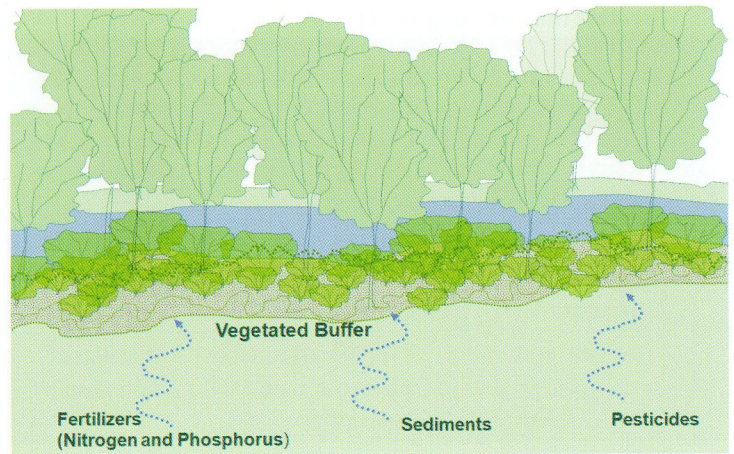 Vegetated Buffer
Fertilizers
(Nitrogen and Phosphorus)
Sediments
Pesticides